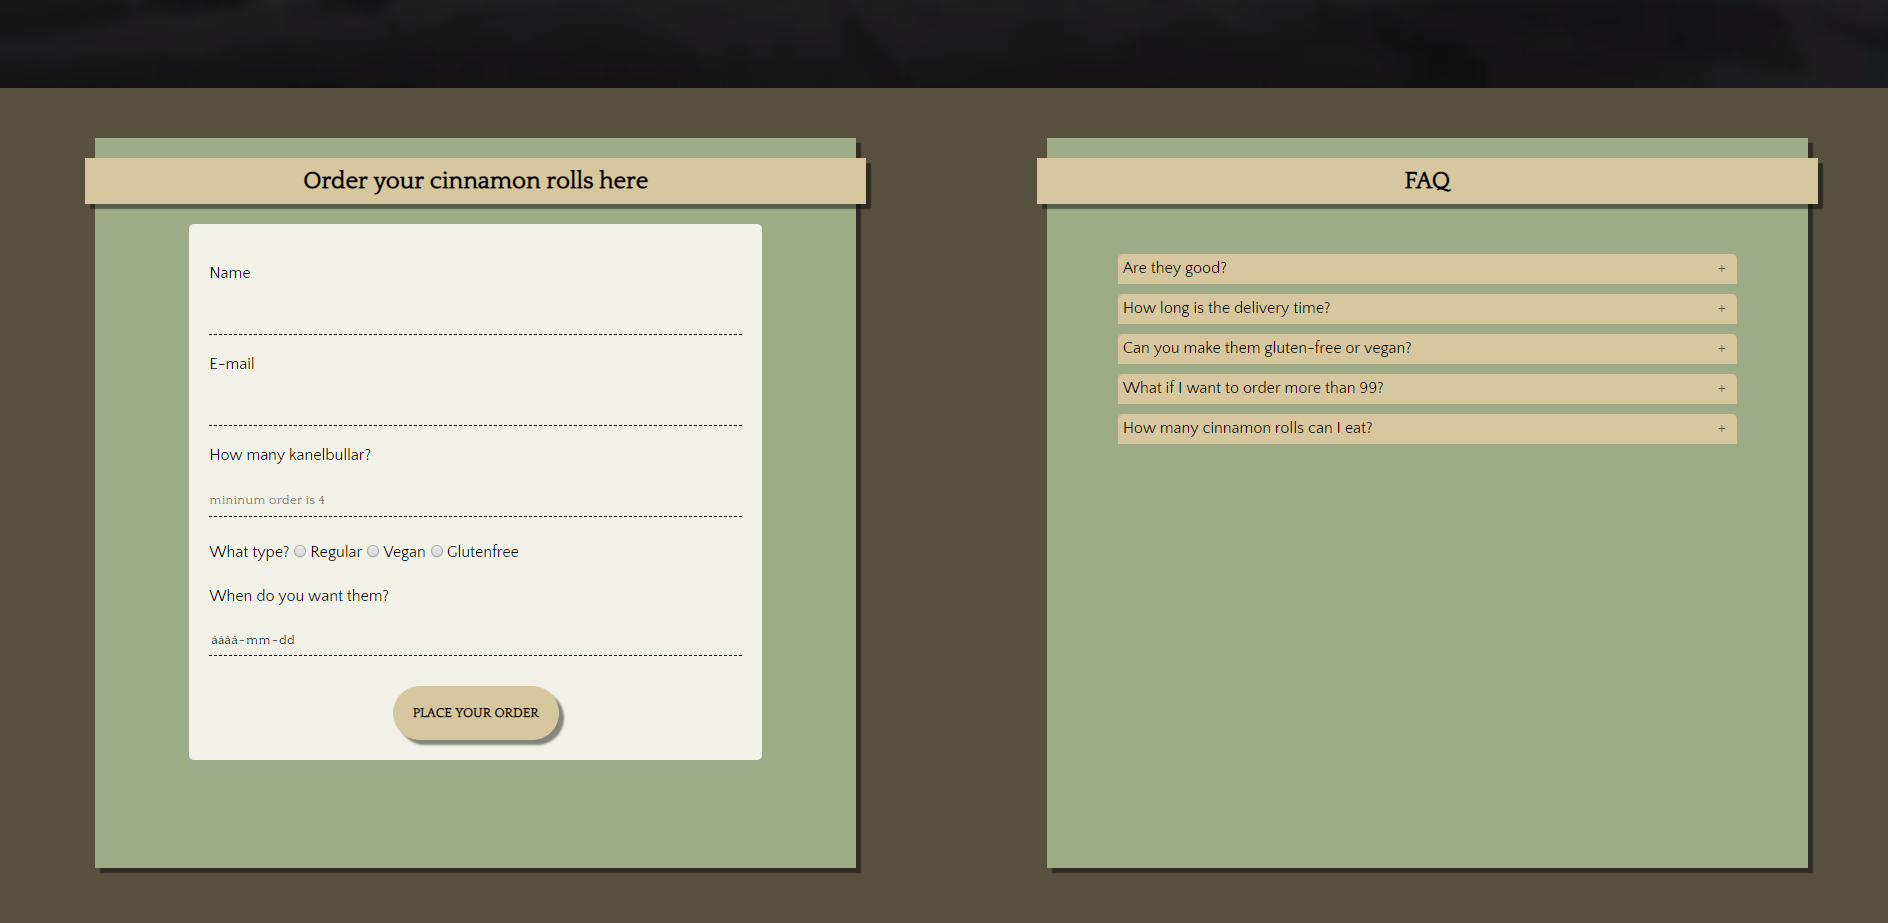 Order your cinnamon rolls here
Name
E-mail
How many kanelbullar?
mininum order is 4
What type? Regular Vegan Glutenfree
When do you want them?
åååå-mm-dd
PLACE YOUR ORDER
FAQ
Are they good? +
How long is the delivery time? +
Can you make them gluten-free or vegan? +
What if I want to order more than 99? +
How many cinnamon rolls can I eat? +